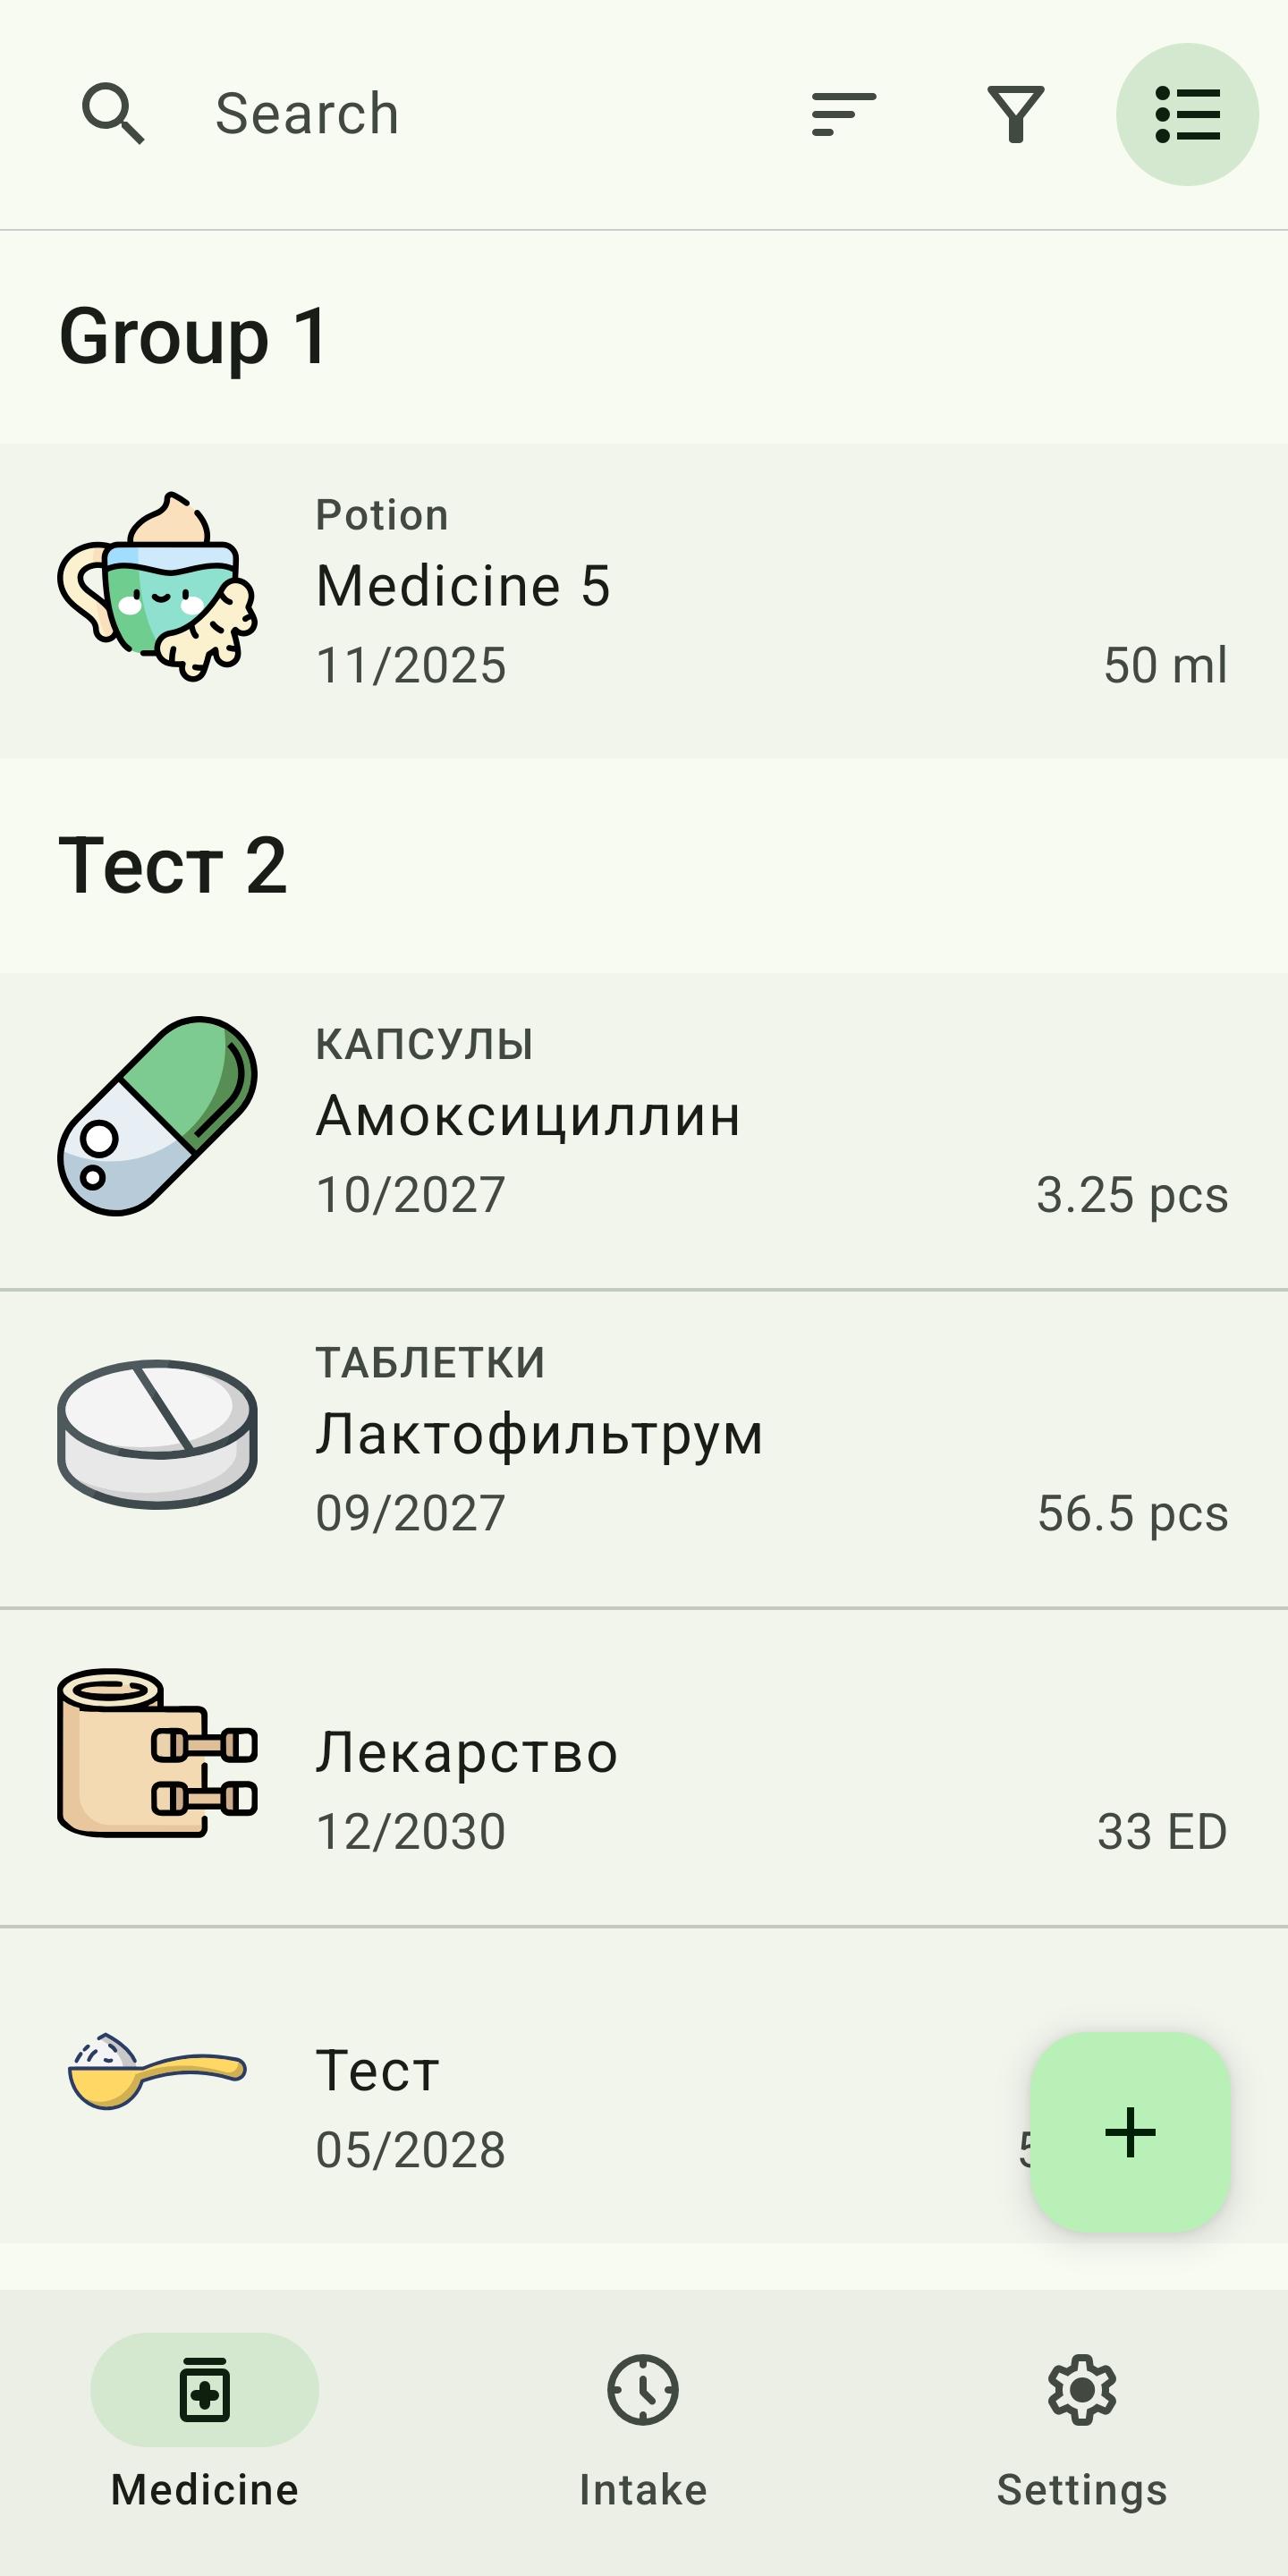 Search
Group 1
Potion
Medicine 5
11/2025
50 ml
Тест 2
КАПСУЛЫ
Амоксициллин
10/2027
3.25 pcs
ТАБЛЕТКИ
Лактофильтрум
09/2027
56.5 pcs
Лекарство
12/2030
33 ED
Тест
05/2028
Medicine
Intake
Settings